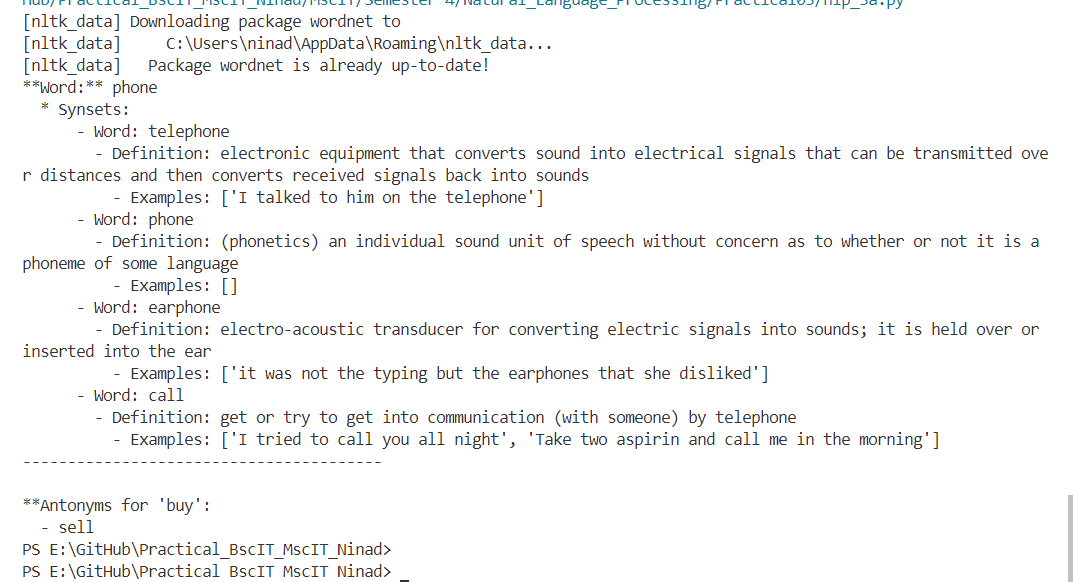 Hub/Practical_BscIT_MscIT_Ninad/MscIT/Semester 4/Natural_Language_Processing/Practical05/nlp_5a.py
[nltk_data] Downloading package wordnet to
[nltk_data]     C:\Users\ninad\AppData\Roaming\nltk_data...
[nltk_data]   Package wordnet is already up-to-date!
**Word:** phone
  * Synsets:
      - Word: telephone
        - Definition: electronic equipment that converts sound into electrical signals that can be transmitted ove
r distances and then converts received signals back into sounds
          - Examples: ['I talked to him on the telephone']
      - Word: phone
        - Definition: (phonetics) an individual sound unit of speech without concern as to whether or not it is a
phoneme of some language
          - Examples: []
      - Word: earphone
        - Definition: electro-acoustic transducer for converting electric signals into sounds; it is held over or
inserted into the ear
          - Examples: ['it was not the typing but the earphones that she disliked']
      - Word: call
        - Definition: get or try to get into communication (with someone) by telephone
          - Examples: ['I tried to call you all night', 'Take two aspirin and call me in the morning']
----------------------------------------
**Antonyms for 'buy':
  - sell
PS E:\GitHub\Practical_BscIT_MscIT_Ninad>
PS E:\GitHub\Practical_BscIT_MscIT_Ninad> _